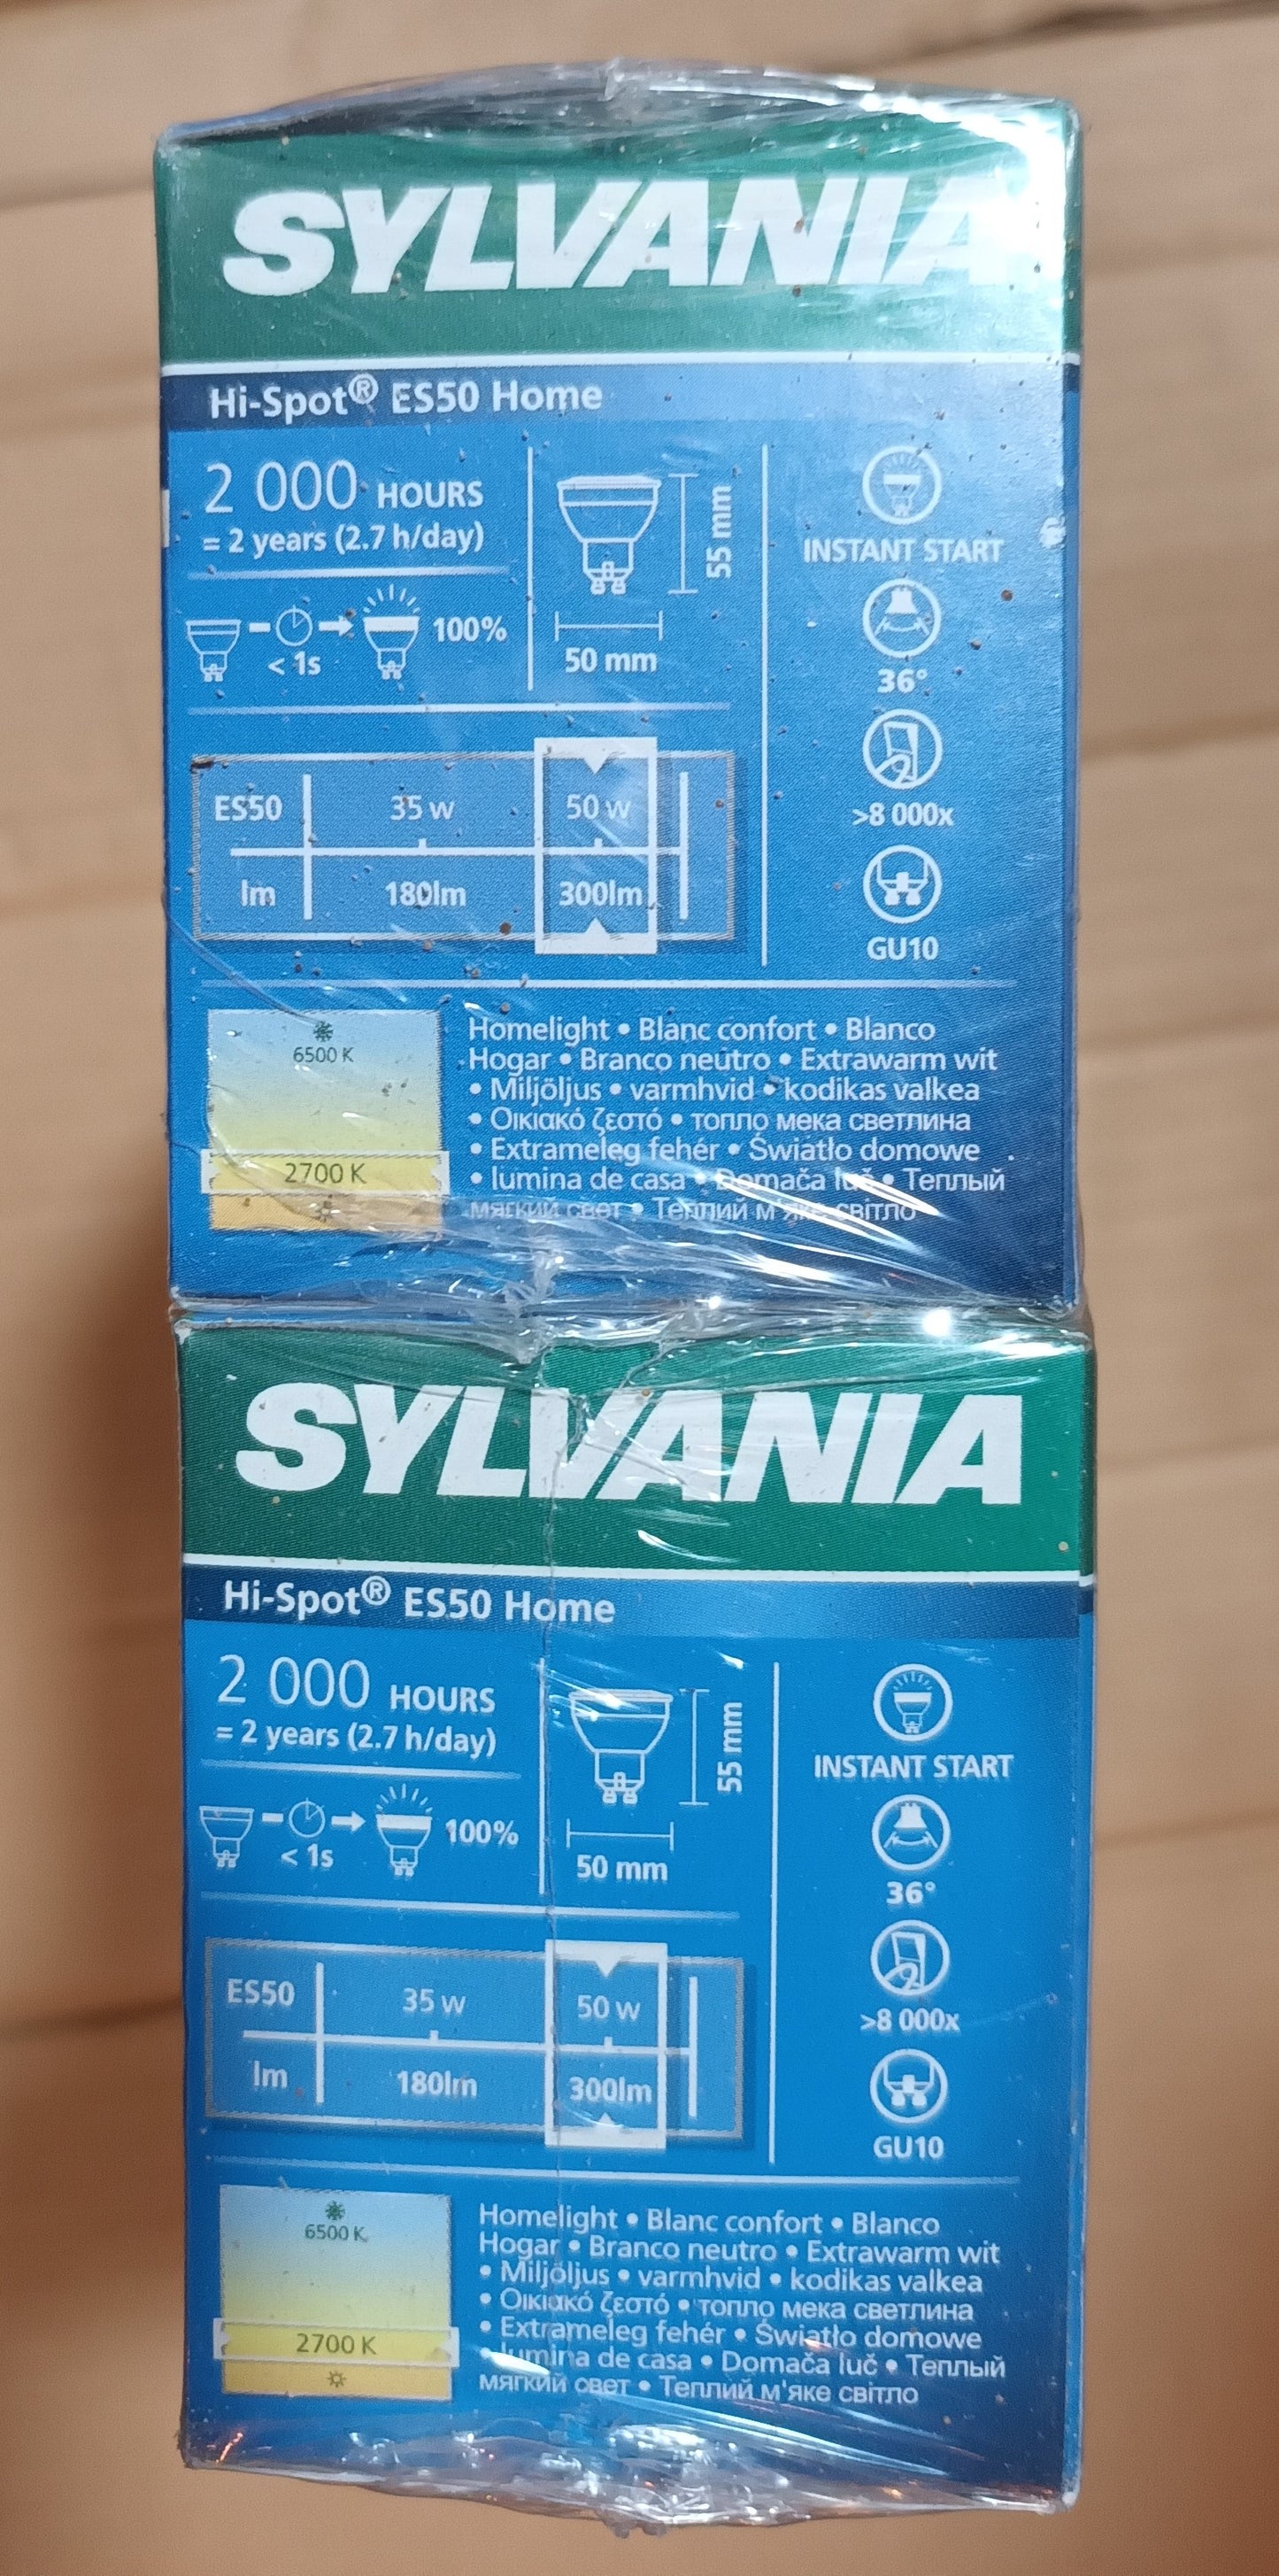 SYLVANIA
Hi-Spot® ES50 Home
2 000 HOURS
= 2 years (2.7 h/day)
< 1s
100%
55 mm
50 mm
INSTANT START
36°
>8 000x
GU10
ES50 35 w 50 w
lm 180lm 300lm
6500 K
2700 K
Homelight • Blanc confort • Blanco
Hogar • Branco neutro • Extrawarm wit
• Miljöljus • varmhvid • kodikas valkea
• Οικιακό ζεστό • топло мека светлина
• Extrameleg fehér • Światło domowe
• lumina de casa • Domača luč • Теплый
мягкий свет • Теплий м'яке світло
SYLVANIA
Hi-Spot® ES50 Home
2 000 HOURS
= 2 years (2.7 h/day)
< 1s
100%
55 mm
50 mm
INSTANT START
36°
>8 000x
GU10
ES50 35 w 50 w
lm 180lm 300lm
6500 K
2700 K
Homelight • Blanc confort • Blanco
Hogar • Branco neutro • Extrawarm wit
• Miljöljus • varmhvid • kodikas valkea
• Οικιακό ζεστό • топло мека светлина
• Extrameleg fehér • Światło domowe
• lumina de casa • Domača luč • Теплый
мягкий свет • Теплий м'яке світло